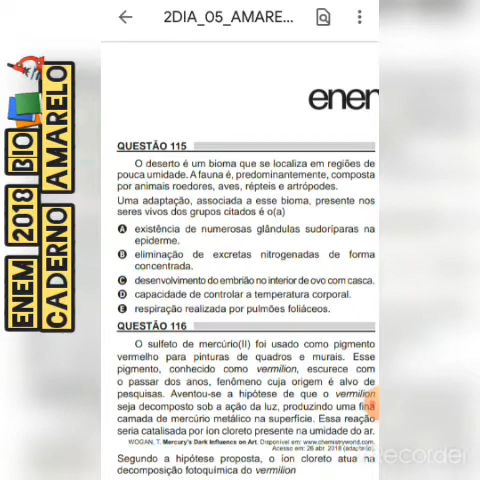 2DIA_05_AMARE...
ENEM 2018 BIO
CADERNO AMARELO
enem
QUESTÃO 115
O deserto é um bioma que se localiza em regiões de
pouca umidade. A fauna é, predominantemente, composta
por animais roedores, aves, répteis e artrópodes.
Uma adaptação, associada a esse bioma, presente nos
seres vivos dos grupos citados é o(a)
A existência de numerosas glândulas sudoríparas na
epiderme.
B eliminação de excretas nitrogenadas de forma
concentrada.
C desenvolvimento do embrião no interior de ovo com casca.
D capacidade de controlar a temperatura corporal.
E respiração realizada por pulmões foliáceos.
QUESTÃO 116
O sulfeto de mercúrio(II) foi usado como pigmento
vermelho para pinturas de quadros e murais. Esse
pigmento, conhecido como vermilion, escurece com
o passar dos anos, fenômeno cuja origem é alvo de
pesquisas. Aventou-se a hipótese de que o vermilion
seja decomposto sob a ação da luz, produzindo uma fina
camada de mercúrio metálico na superfície. Essa reação
seria catalisada por íon cloreto presente na umidade do ar.
WOGAN, T. Mercury's Dark Influence on Art. Disponível em: www.chemistryworld.com.
Acesso em: 26 abr. 2018 (adaptado).
Segundo a hipótese proposta, o íon cloreto atua na
decomposição fotoquímica do vermilion